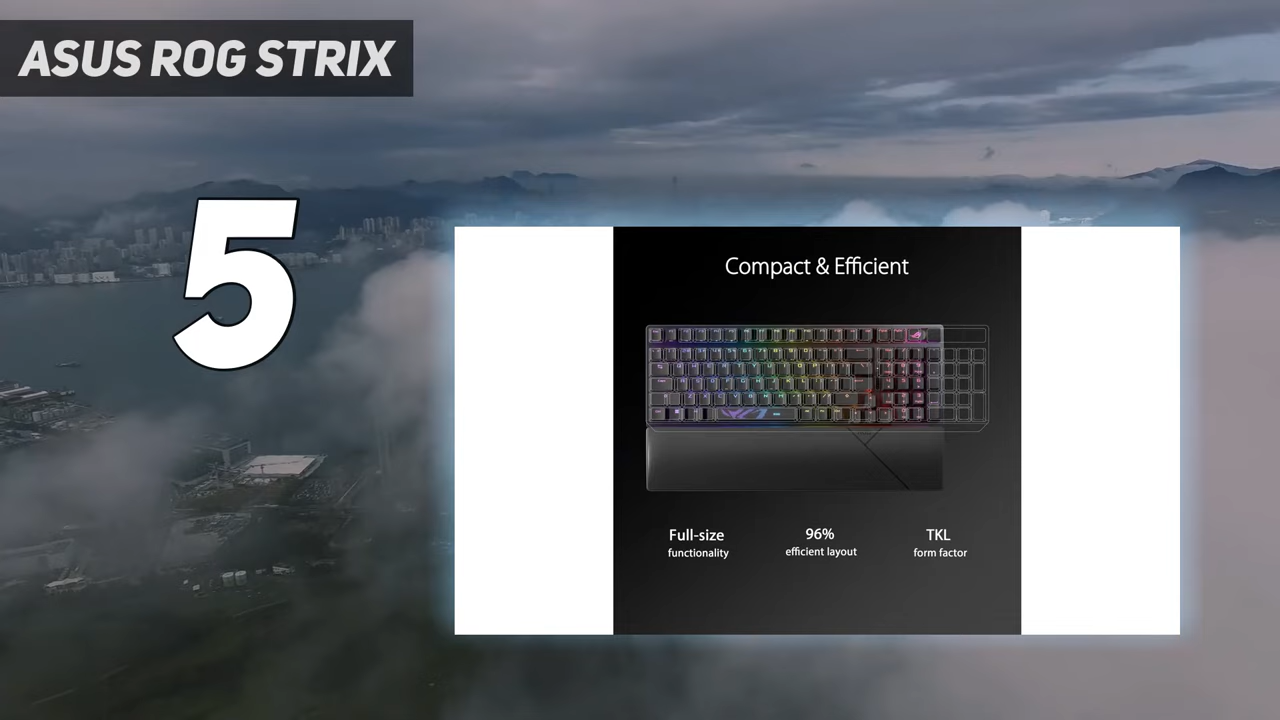 ASUS ROG STRIX
5
Compact & Efficient
Full-size
functionality
96%
efficient layout
TKL
form factor